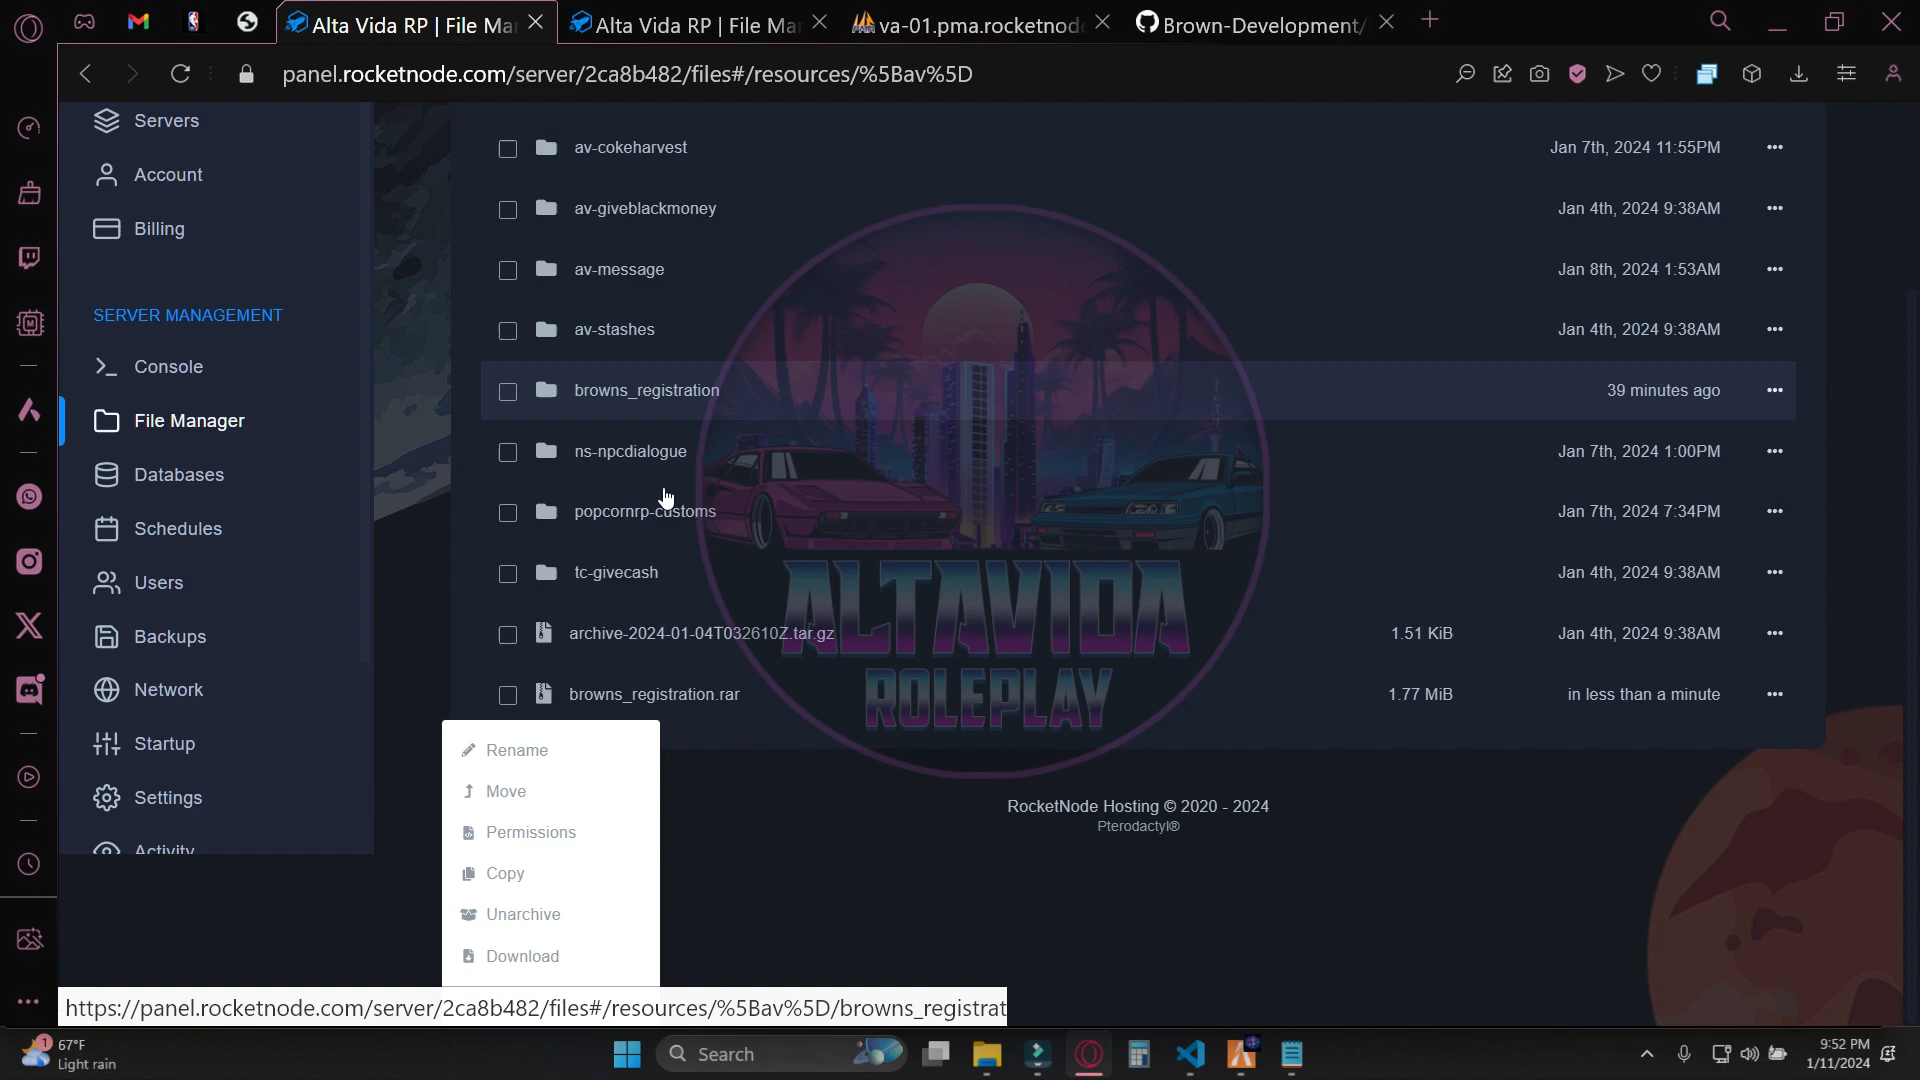 Alta Vida RP | File Ma
Alta Vida RP | File Ma
va-01.pma.rocketnode
Brown-Development/
panel.rocketnode.com/server/2ca8b482/files#/resources/%5Bav%5D
Servers
Account
Billing
SERVER MANAGEMENT
Console
File Manager
Databases
Schedules
Users
Backups
Network
Startup
Settings
Activity
av-cokeharvest Jan 7th, 2024 11:55PM
av-giveblackmoney Jan 4th, 2024 9:38AM
av-message Jan 8th, 2024 1:53AM
av-stashes Jan 4th, 2024 9:38AM
browns_registration 39 minutes ago
ns-npcdialogue Jan 7th, 2024 1:00PM
popcornrp-customs Jan 7th, 2024 7:34PM
tc-givecash Jan 4th, 2024 9:38AM
archive-2024-01-04T032610Z.tar.gz 1.51 KiB Jan 4th, 2024 9:38AM
browns_registration.rar 1.77 MiB in less than a minute
ALTAVIDA
ROLEPLAY
Rename
Move
Permissions
Copy
Unarchive
Download
RocketNode Hosting © 2020 - 2024
Pterodactyl®
https://panel.rocketnode.com/server/2ca8b482/files#/resources/%5Bav%5D/browns_registrat
1
67°F
Light rain
Search
9:52 PM
1/11/2024